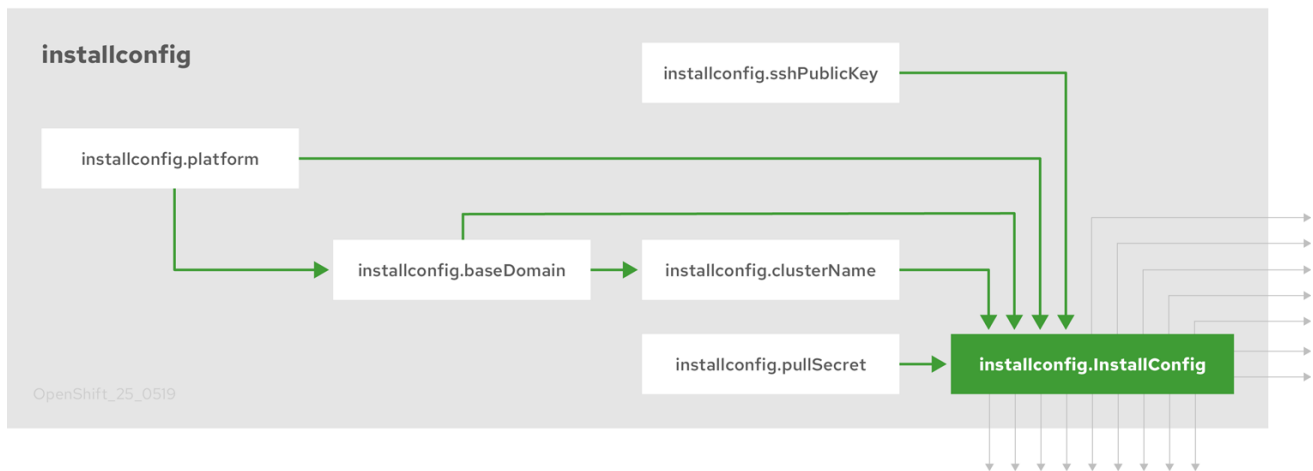 installconfig
installconfig.sshPublicKey
installconfig.platform
installconfig.baseDomain
installconfig.clusterName
installconfig.pullSecret
installconfig.InstallConfig
OpenShift_25_0519